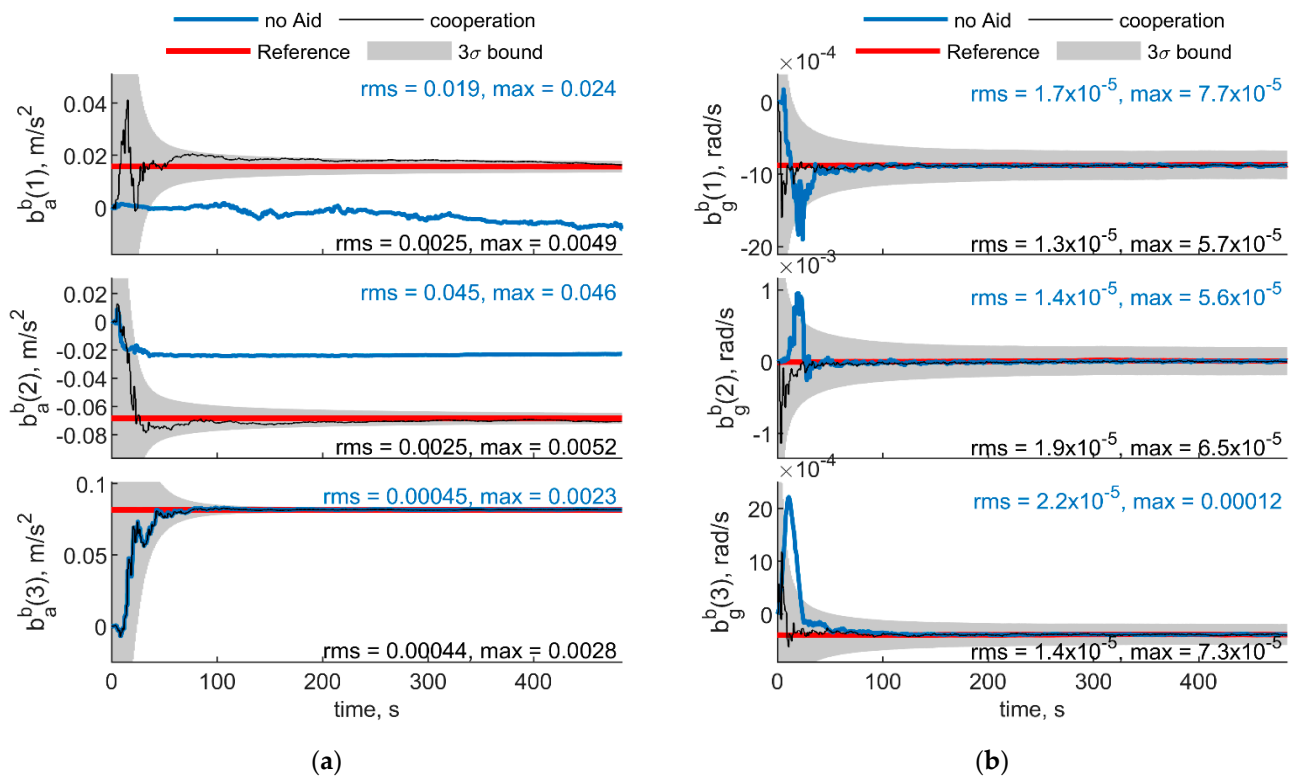 no Aid cooperation
Reference 3σ bound
b_a^b(1), m/s²
0.04
0.02
0
rms = 0.019, max = 0.024
rms = 0.0025, max = 0.0049
b_a^b(2), m/s²
0.02
0
-0.02
-0.04
-0.06
-0.08
rms = 0.045, max = 0.046
rms = 0.0025, max = 0.0052
b_a^b(3), m/s²
0.1
0.05
0
rms = 0.00045, max = 0.0023
rms = 0.00044, max = 0.0028
0 100 200 300 400
time, s
(a)
no Aid cooperation
Reference 3σ bound
×10⁻⁴
b_g^b(1), rad/s
0
-10
-20
rms = 1.7x10⁻⁵, max = 7.7x10⁻⁵
rms = 1.3x10⁻⁵, max = 5.7x10⁻⁵
×10⁻³
b_g^b(2), rad/s
1
0
-1
rms = 1.4x10⁻⁵, max = 5.6x10⁻⁵
rms = 1.9x10⁻⁵, max = 6.5x10⁻⁵
×10⁻⁴
b_g^b(3), rad/s
20
10
0
rms = 2.2x10⁻⁵, max = 0.00012
rms = 1.4x10⁻⁵, max = 7.3x10⁻⁵
0 100 200 300 400
time, s
(b)